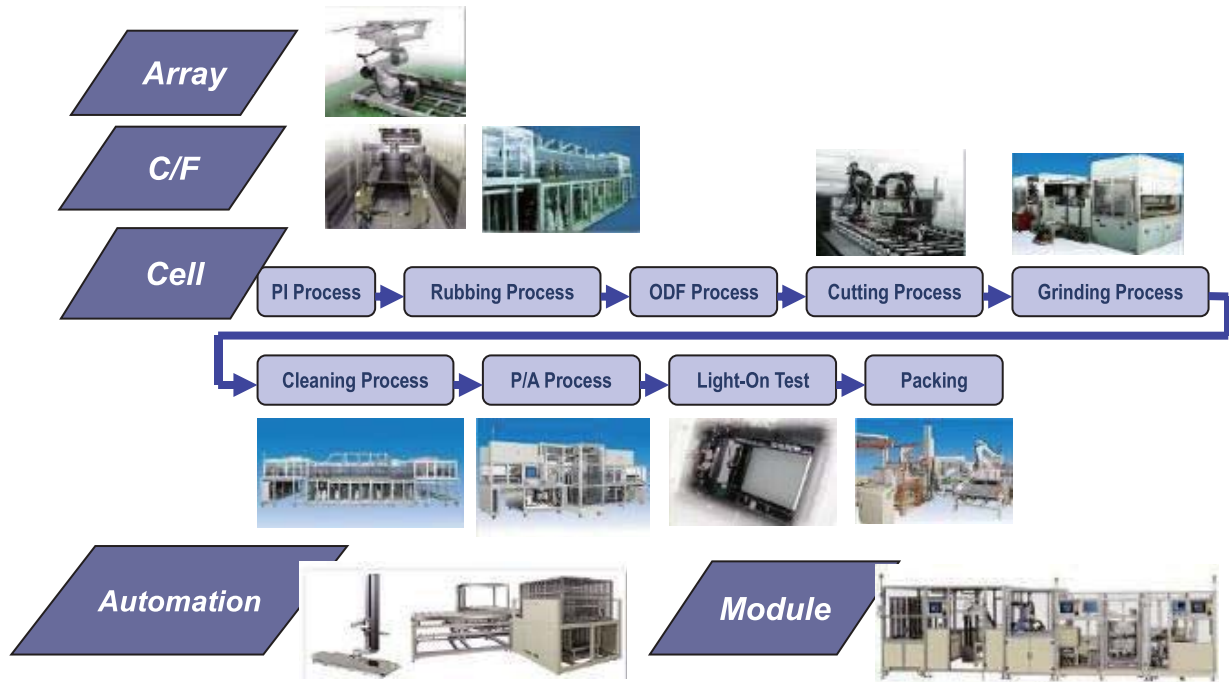 Array
C/F
Cell
PI Process
Rubbing Process
ODF Process
Cutting Process
Grinding Process
Cleaning Process
P/A Process
Light-On Test
Packing
Automation
Module